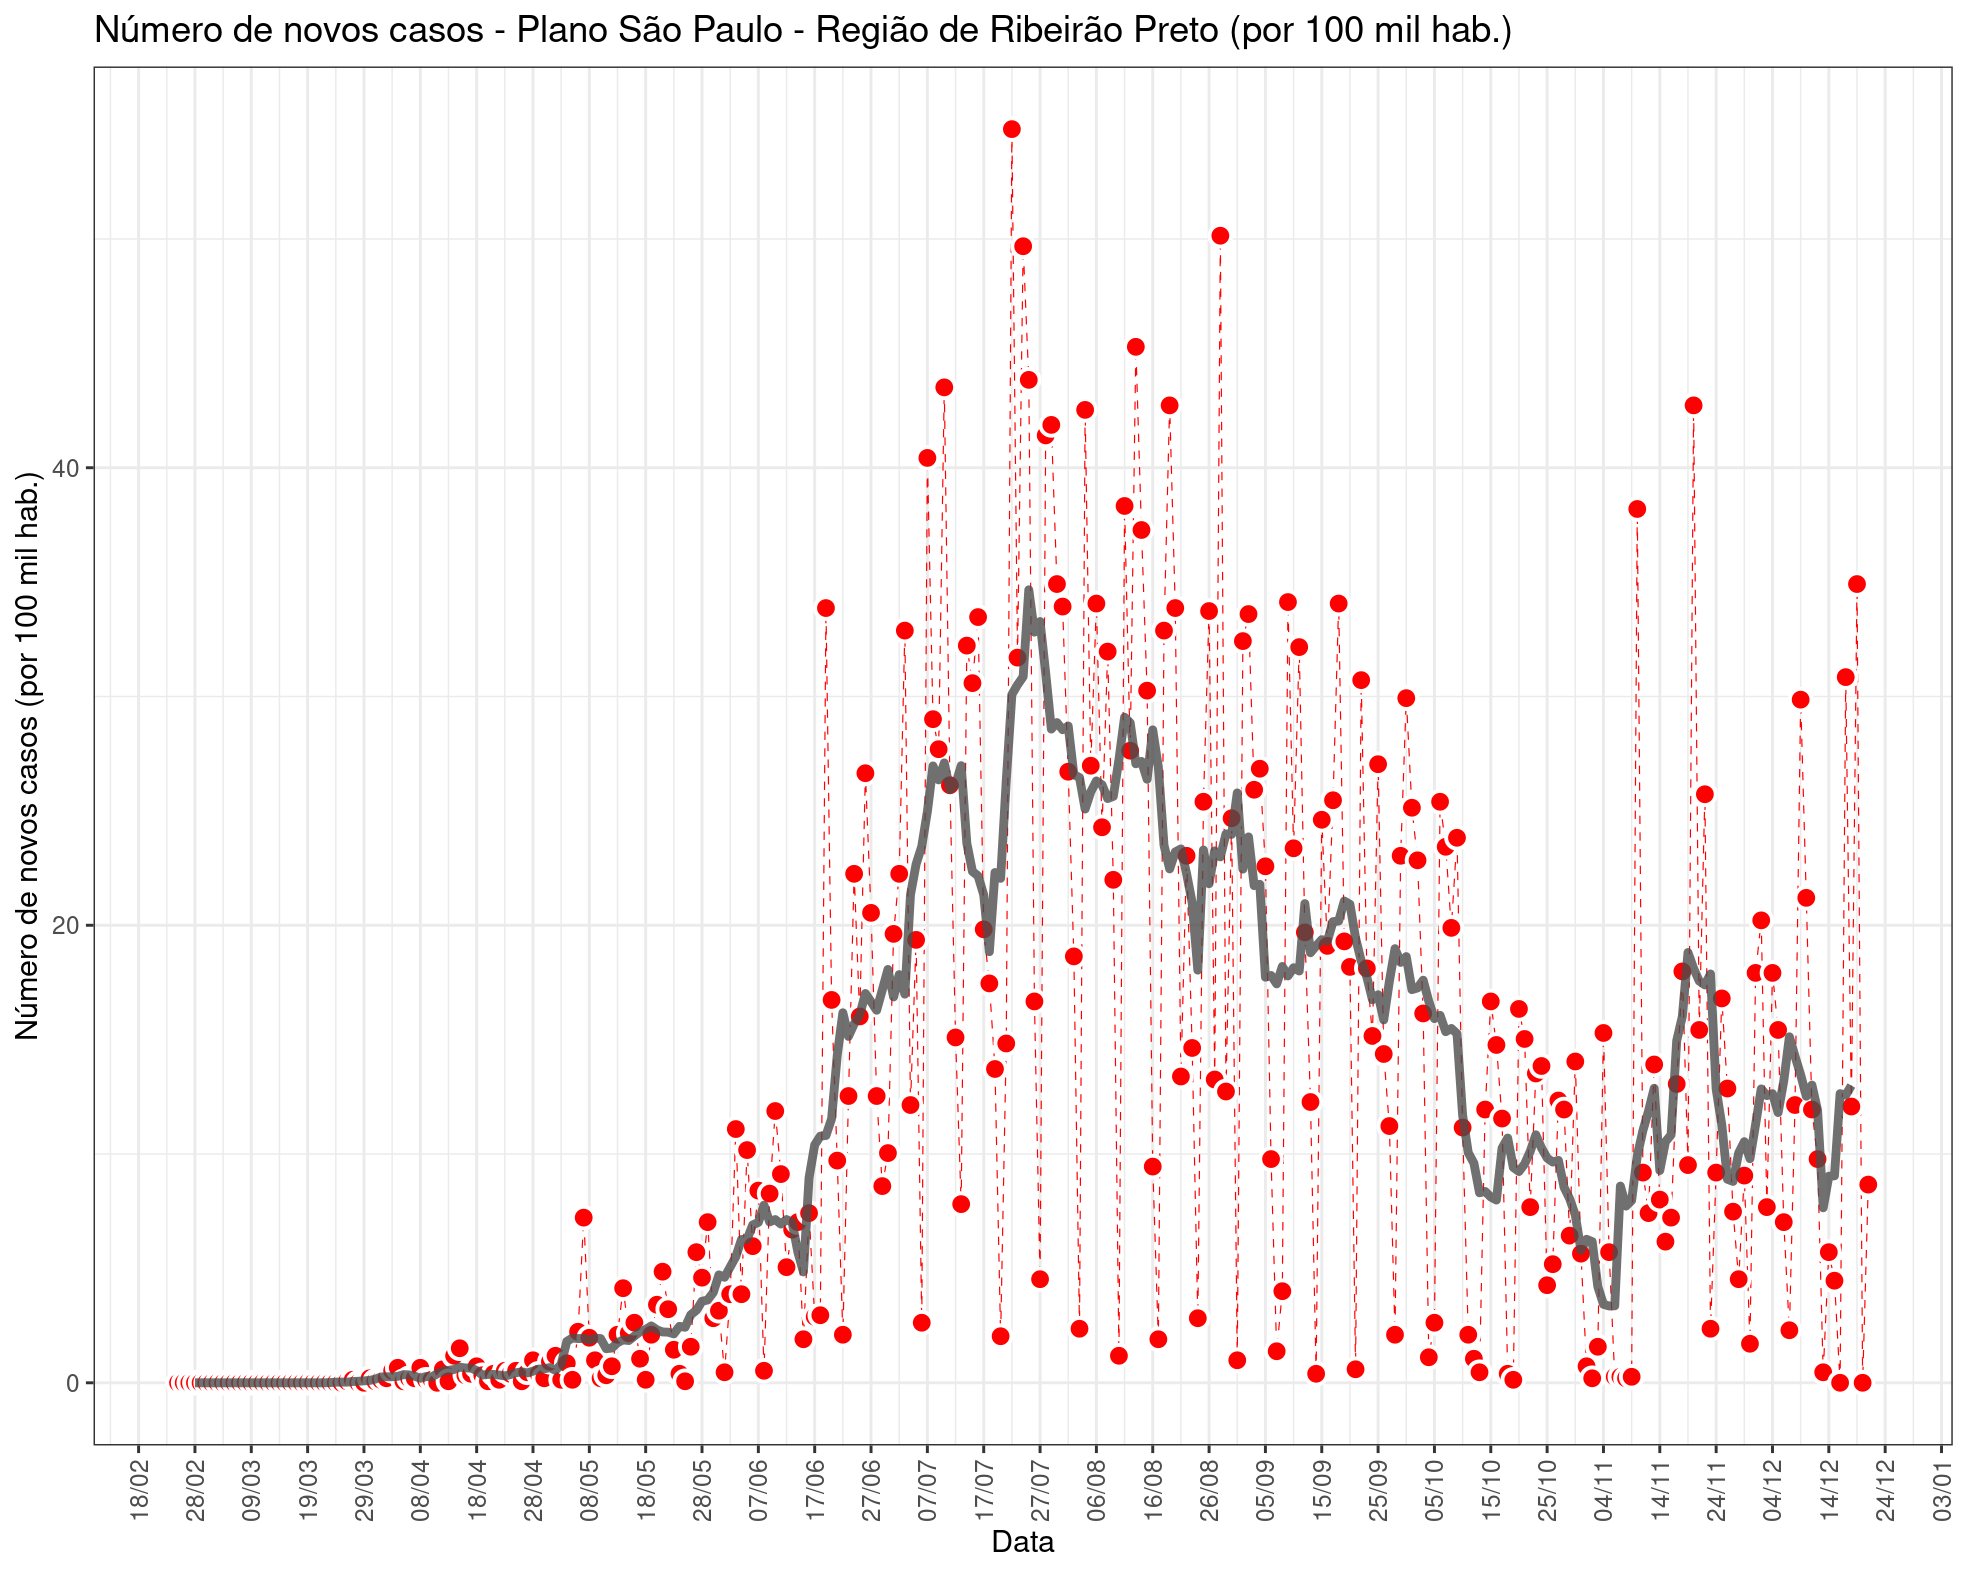 Número de novos casos - Plano São Paulo - Região de Ribeirão Preto (por 100 mil hab.)
Número de novos casos (por 100 mil hab.)
40
20
0
18/02 28/02 09/03 19/03 29/03 08/04 18/04 28/04 08/05 18/05 28/05 07/06 17/06 27/06 07/07 17/07 27/07 06/08 16/08 26/08 05/09 15/09 25/09 05/10 15/10 25/10 04/11 14/11 24/11 04/12 14/12 24/12 03/01
Data